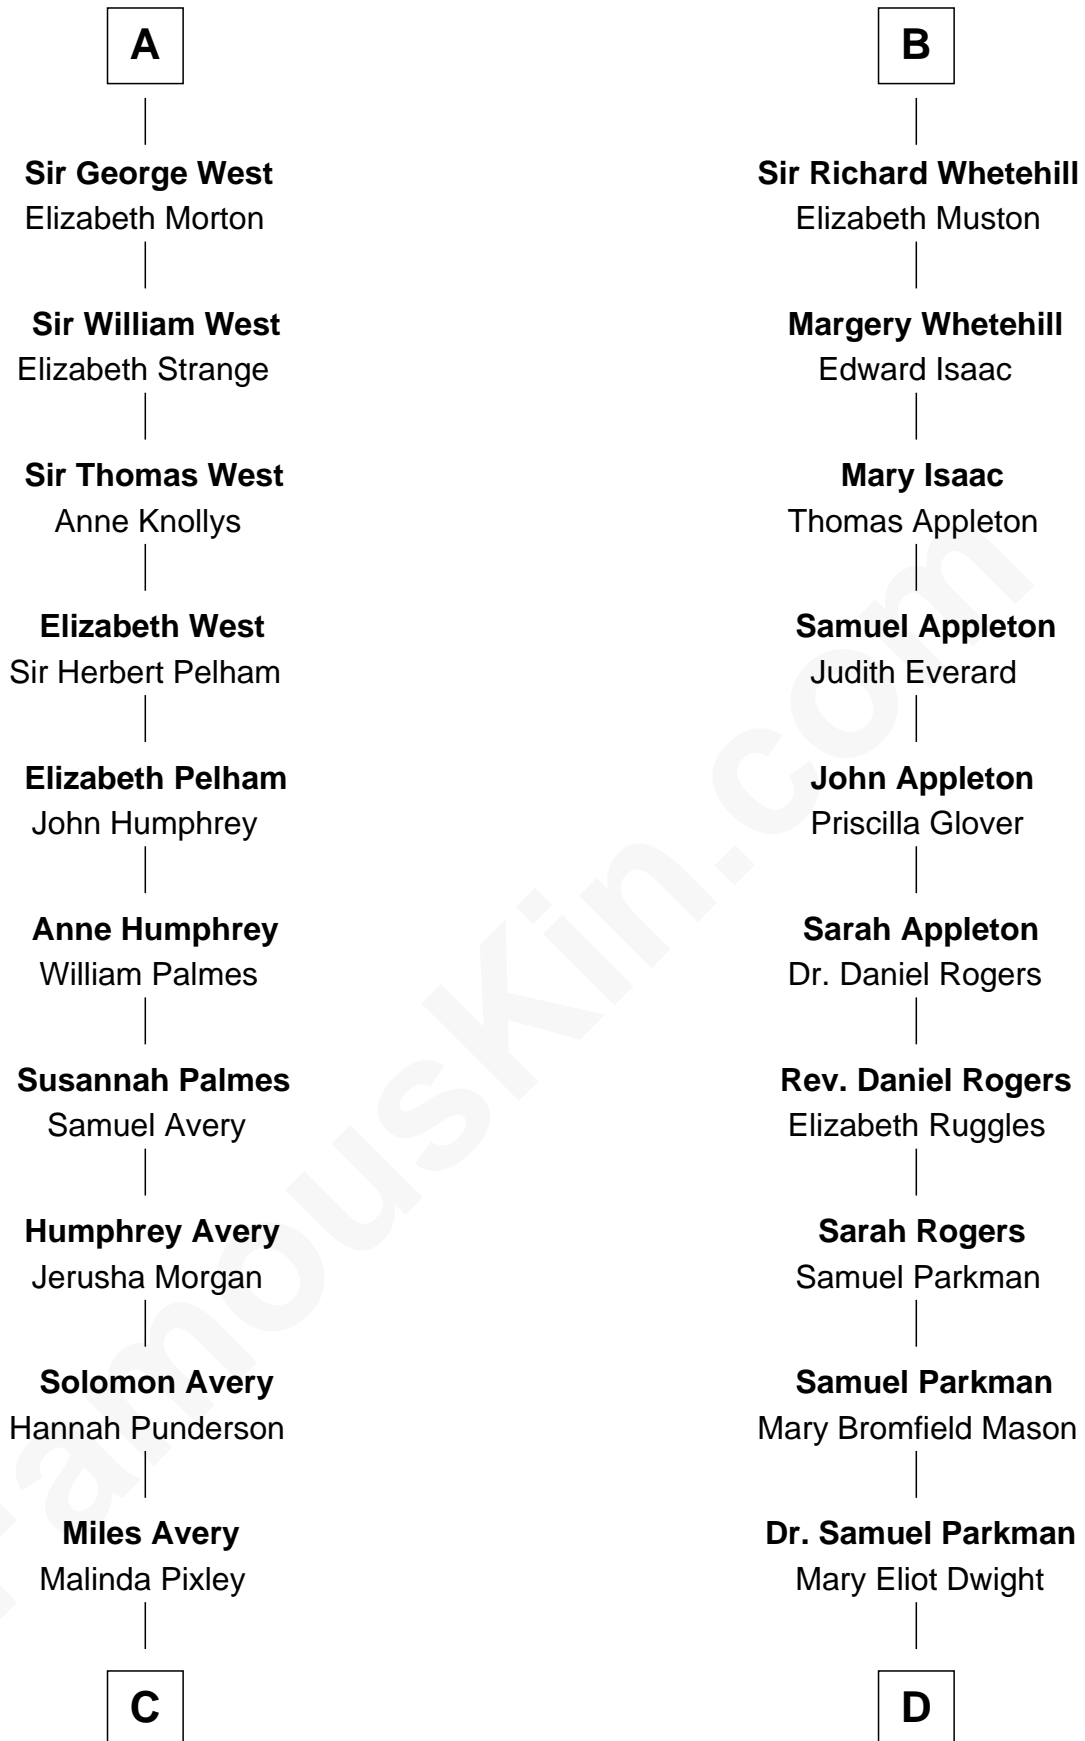 A
Sir George West
Elizabeth Morton
Sir William West
Elizabeth Strange
Sir Thomas West
Anne Knollys
Elizabeth West
Sir Herbert Pelham
Elizabeth Pelham
John Humphrey
Anne Humphrey
William Palmes
Susannah Palmes
Samuel Avery
Humphrey Avery
Jerusha Morgan
Solomon Avery
Hannah Punderson
Miles Avery
Malinda Pixley
C
B
Sir Richard Whetehill
Elizabeth Muston
Margery Whetehill
Edward Isaac
Mary Isaac
Thomas Appleton
Samuel Appleton
Judith Everard
John Appleton
Priscilla Glover
Sarah Appleton
Dr. Daniel Rogers
Rev. Daniel Rogers
Elizabeth Ruggles
Sarah Rogers
Samuel Parkman
Samuel Parkman
Mary Bromfield Mason
Dr. Samuel Parkman
Mary Eliot Dwight
D
FamousKin.com